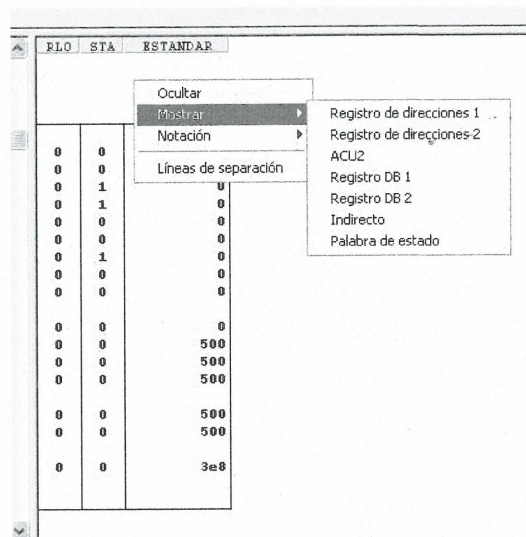 RLO STA ESTANDAR
Ocultar
Mostrar
Notación
Líneas de separación
Registro de direcciones 1
Registro de direcciones 2
ACU2
Registro DB 1
Registro DB 2
Indirecto
Palabra de estado
0 0
0 0
0 1 0
0 1 0
0 0 0
0 0 0
0 1 0
0 0 0
0 0 0
0 0 0
0 0 500
0 0 500
0 0 500
0 0 500
0 0 500
0 0 3e8